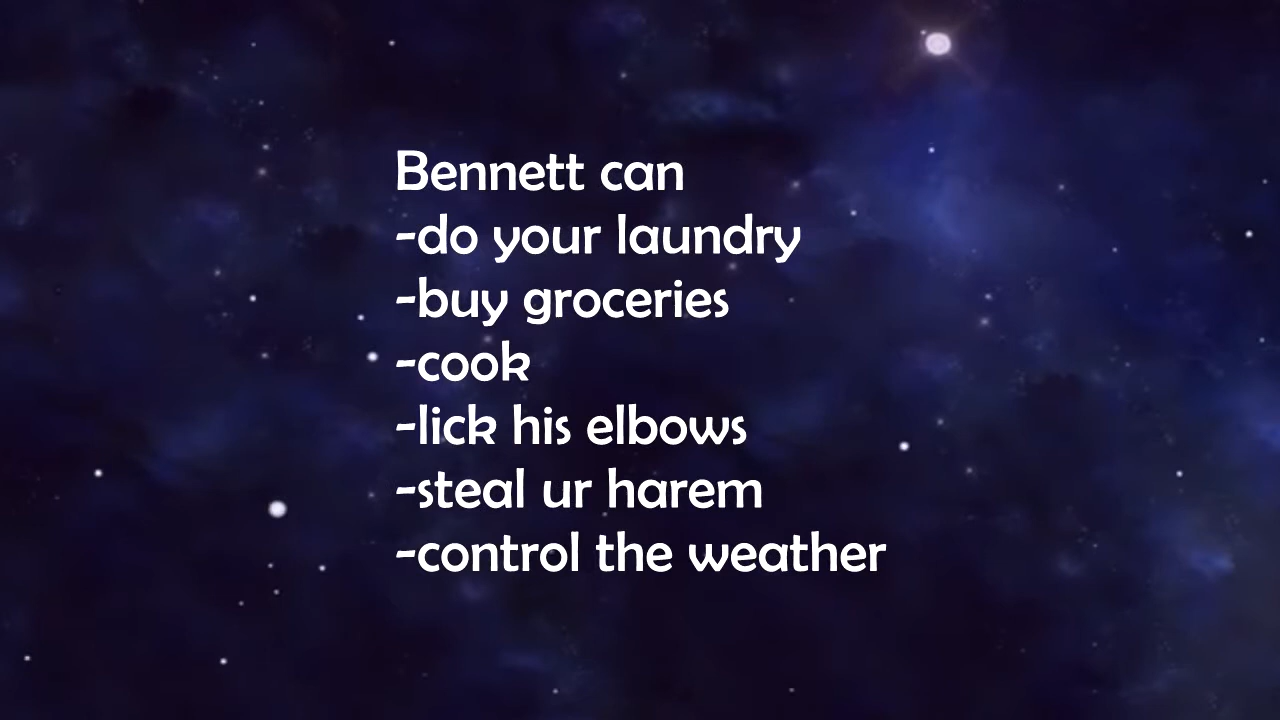 Bennett can
-do your laundry
-buy groceries
-cook
-lick his elbows
-steal ur harem
-control the weather